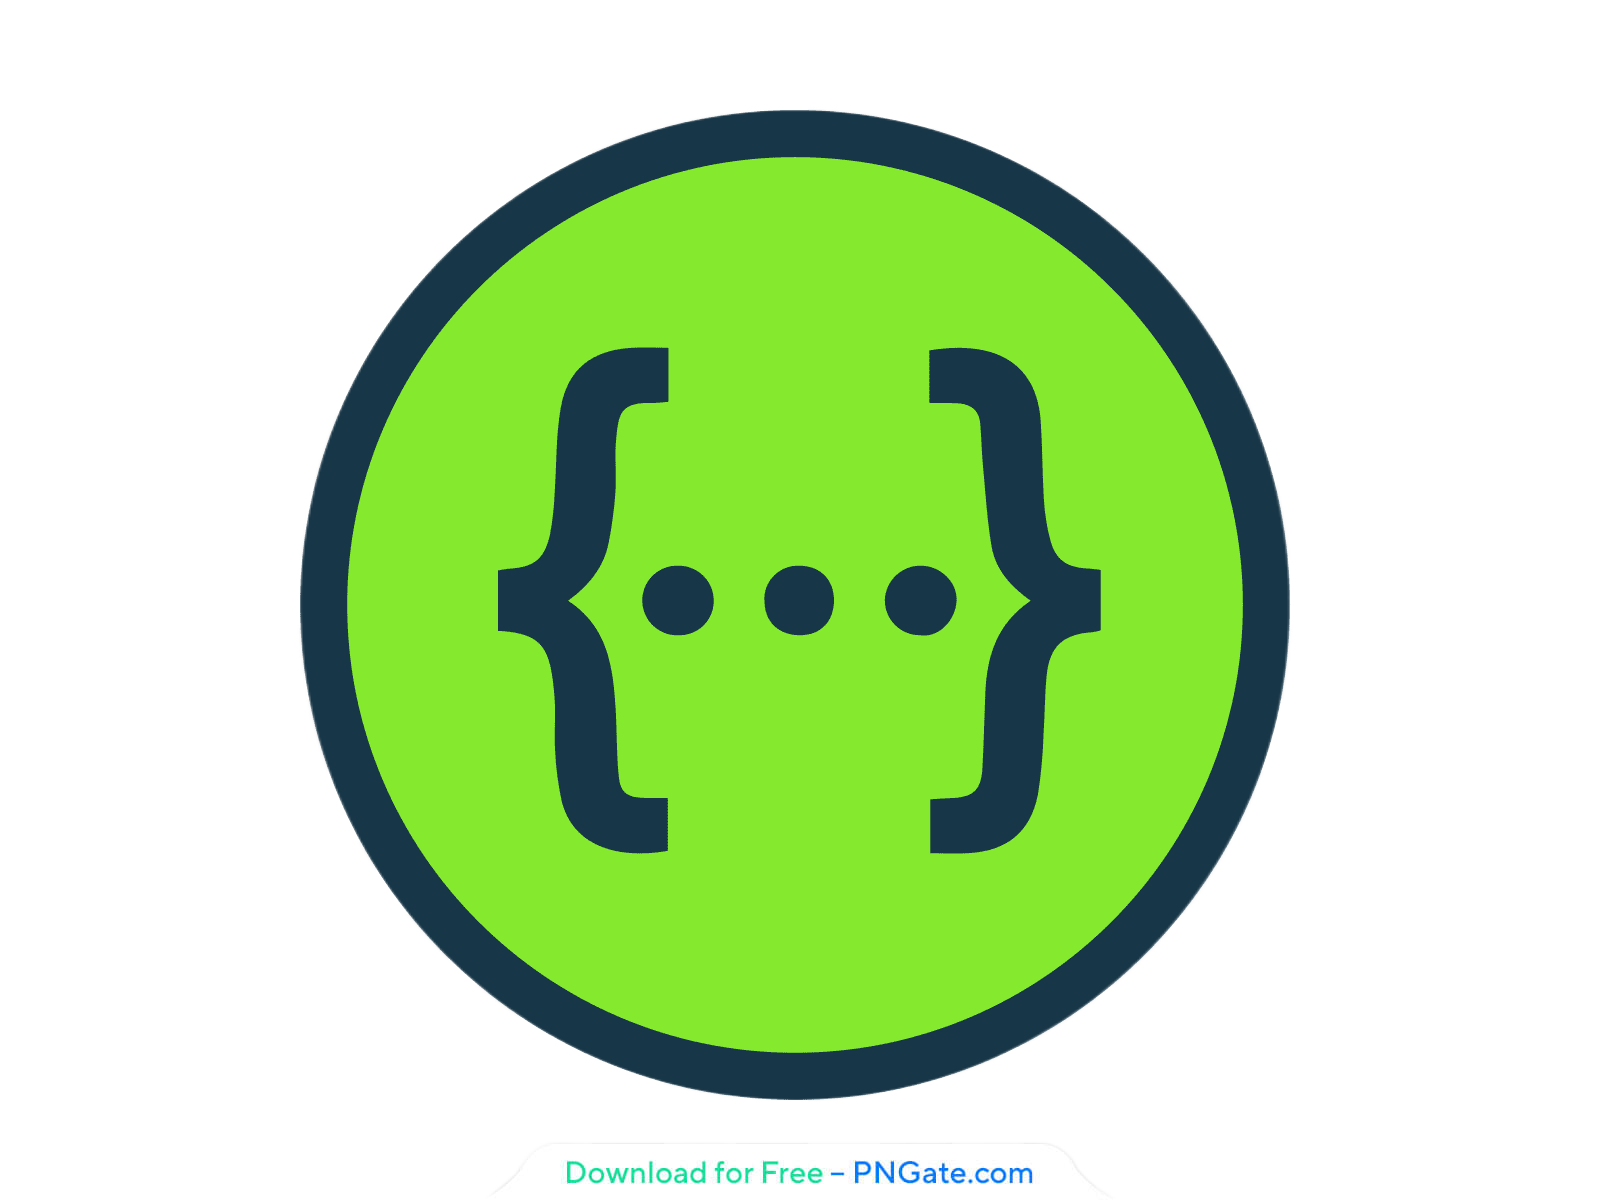 {...}
Download for Free – PNGate.com